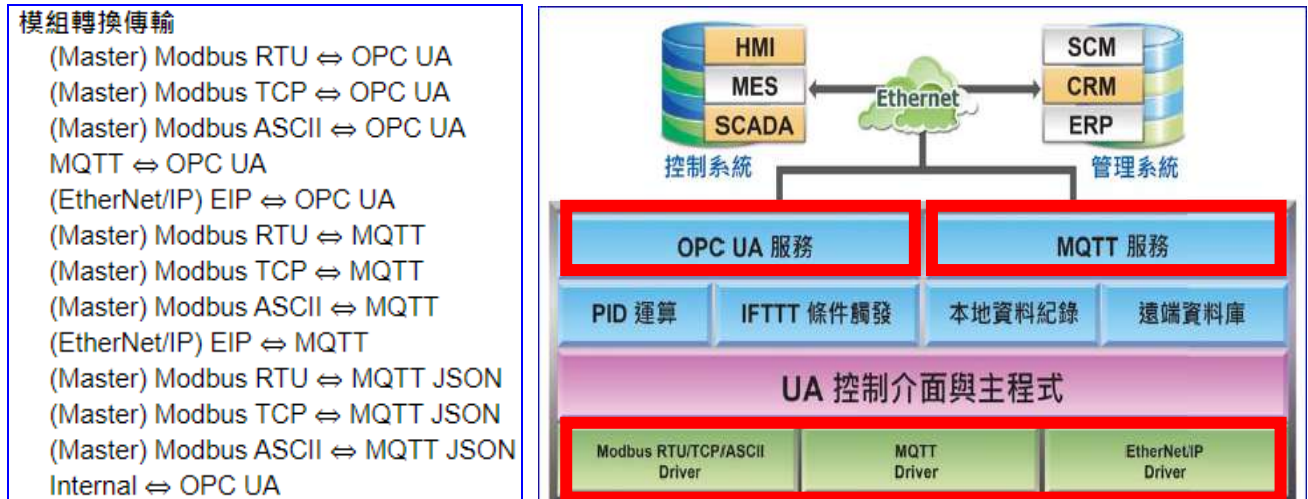 模組轉換傳輸
(Master) Modbus RTU ⇔ OPC UA
(Master) Modbus TCP ⇔ OPC UA
(Master) Modbus ASCII ⇔ OPC UA
MQTT ⇔ OPC UA
(EtherNet/IP) EIP ⇔ OPC UA
(Master) Modbus RTU ⇔ MQTT
(Master) Modbus TCP ⇔ MQTT
(Master) Modbus ASCII ⇔ MQTT
(EtherNet/IP) EIP ⇔ MQTT
(Master) Modbus RTU ⇔ MQTT JSON
(Master) Modbus TCP ⇔ MQTT JSON
(Master) Modbus ASCII ⇔ MQTT JSON
Internal ⇔ OPC UA
HMI
MES
SCADA
控制系統
Ethernet
SCM
CRM
ERP
管理系統
OPC UA 服務
MQTT 服務
PID 運算
IFTTT 條件觸發
本地資料紀錄
遠端資料庫
UA 控制介面與主程式
Modbus RTU/TCP/ASCII
Driver
MQTT
Driver
EtherNet/IP
Driver